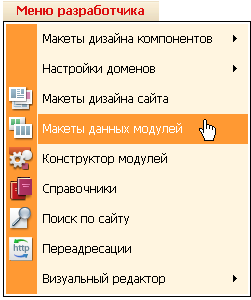 Меню разработчика
Макеты дизайна компонентов
Настройки доменов
Макеты дизайна сайта
Макеты данных модулей
Конструктор модулей
Справочники
Поиск по сайту
http
Переадресации
Визуальный редактор